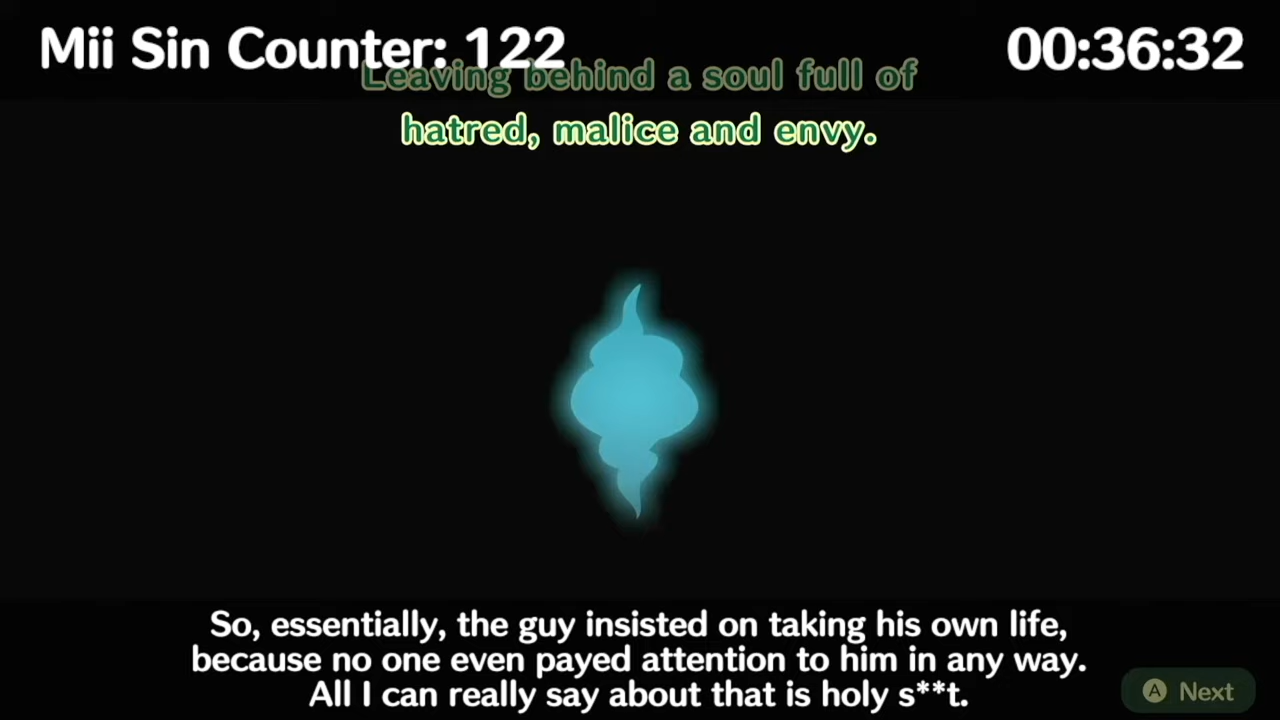 Mii Sin Counter: 122
00:36:32
Leaving behind a soul full of
hatred, malice and envy.
So, essentially, the guy insisted on taking his own life,
because no one even payed attention to him in any way.
All I can really say about that is holy s**t.
A Next